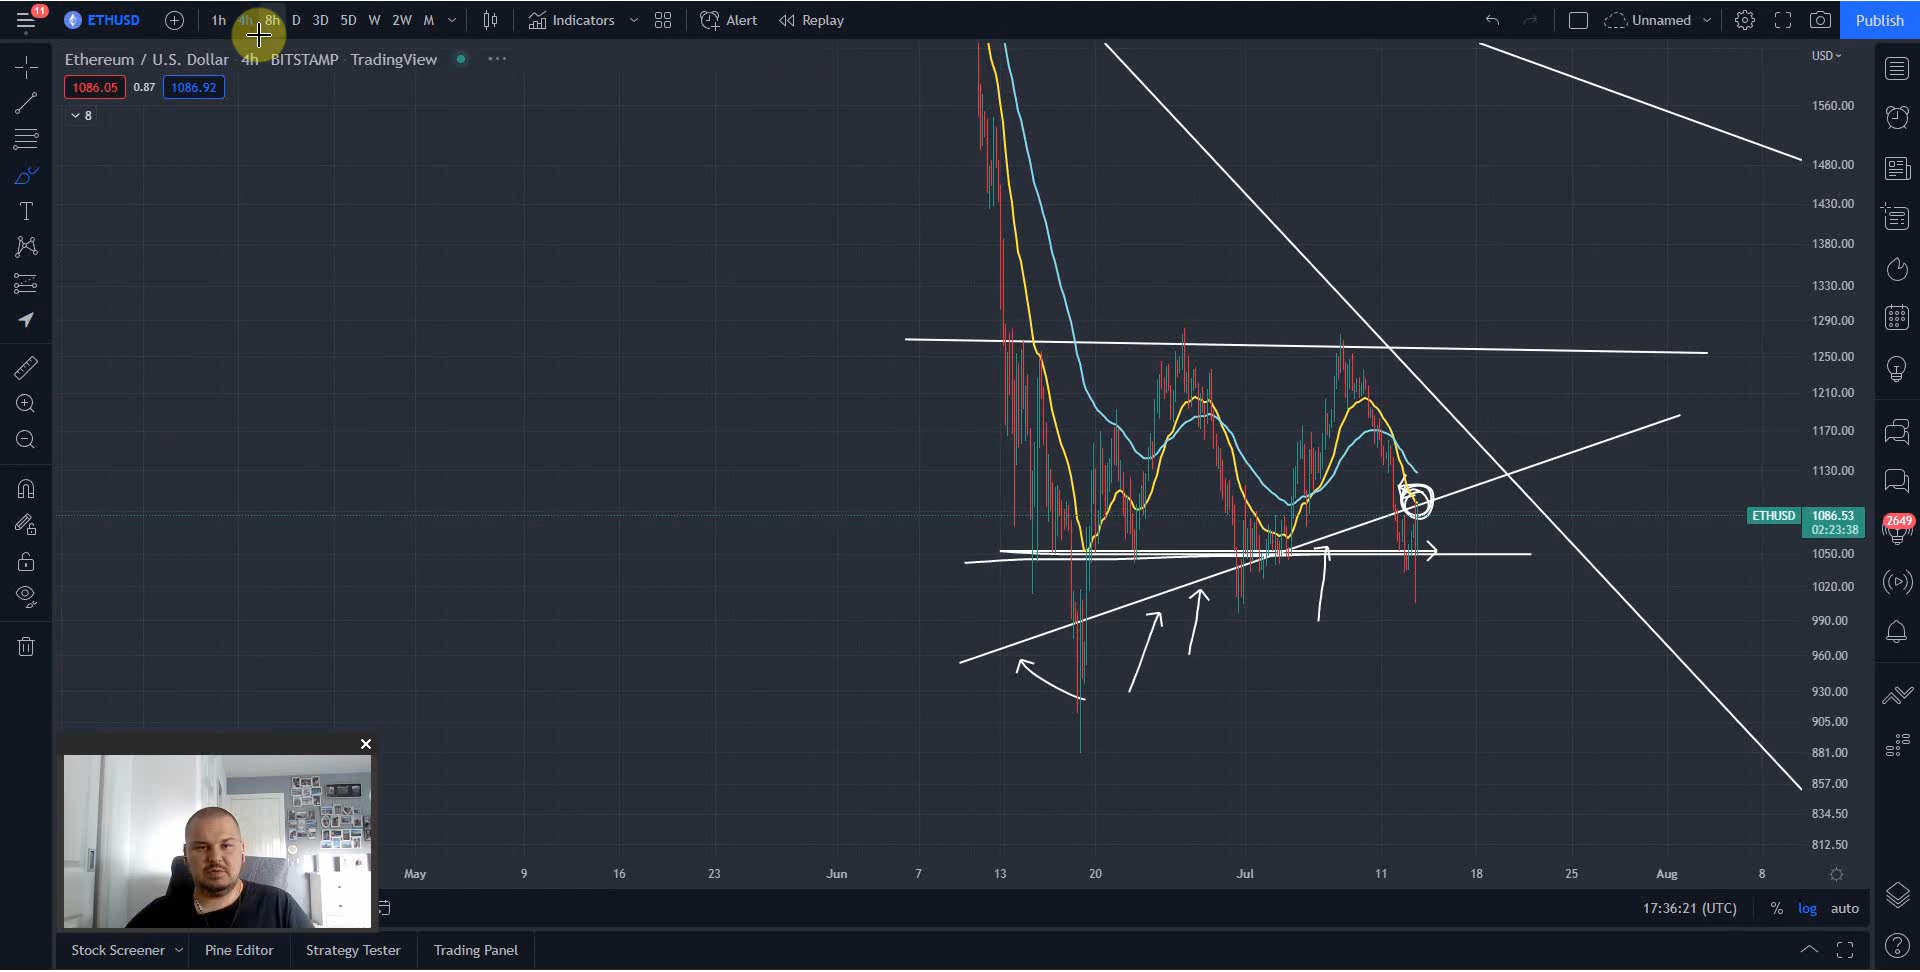 11 ETHUSD 1h 4h 8h D 3D 5D W 2W M Indicators Alert Replay Unnamed Publish
Ethereum / U.S. Dollar · 4h · BITSTAMP · TradingView
1086.05 0.87 1086.92
8
USD
1560.00
1480.00
1430.00
1380.00
1330.00
1290.00
1250.00
1210.00
1170.00
1130.00
ETHUSD 1086.53
02:23:38
2649
1050.00
1020.00
990.00
960.00
930.00
905.00
881.00
857.00
834.50
812.50
May 9 16 23 Jun 7 13 20 Jul 11 18 25 Aug 8
17:36:21 (UTC) % log auto
Stock Screener Pine Editor Strategy Tester Trading Panel